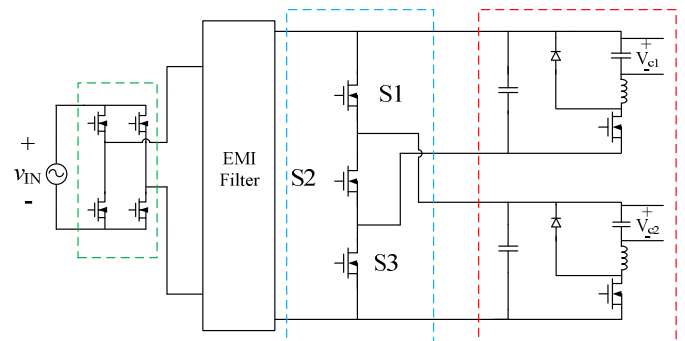 +
vIN
-
EMI
Filter
S1
S2
S3
+
Vc1
-
+
Vc2
-